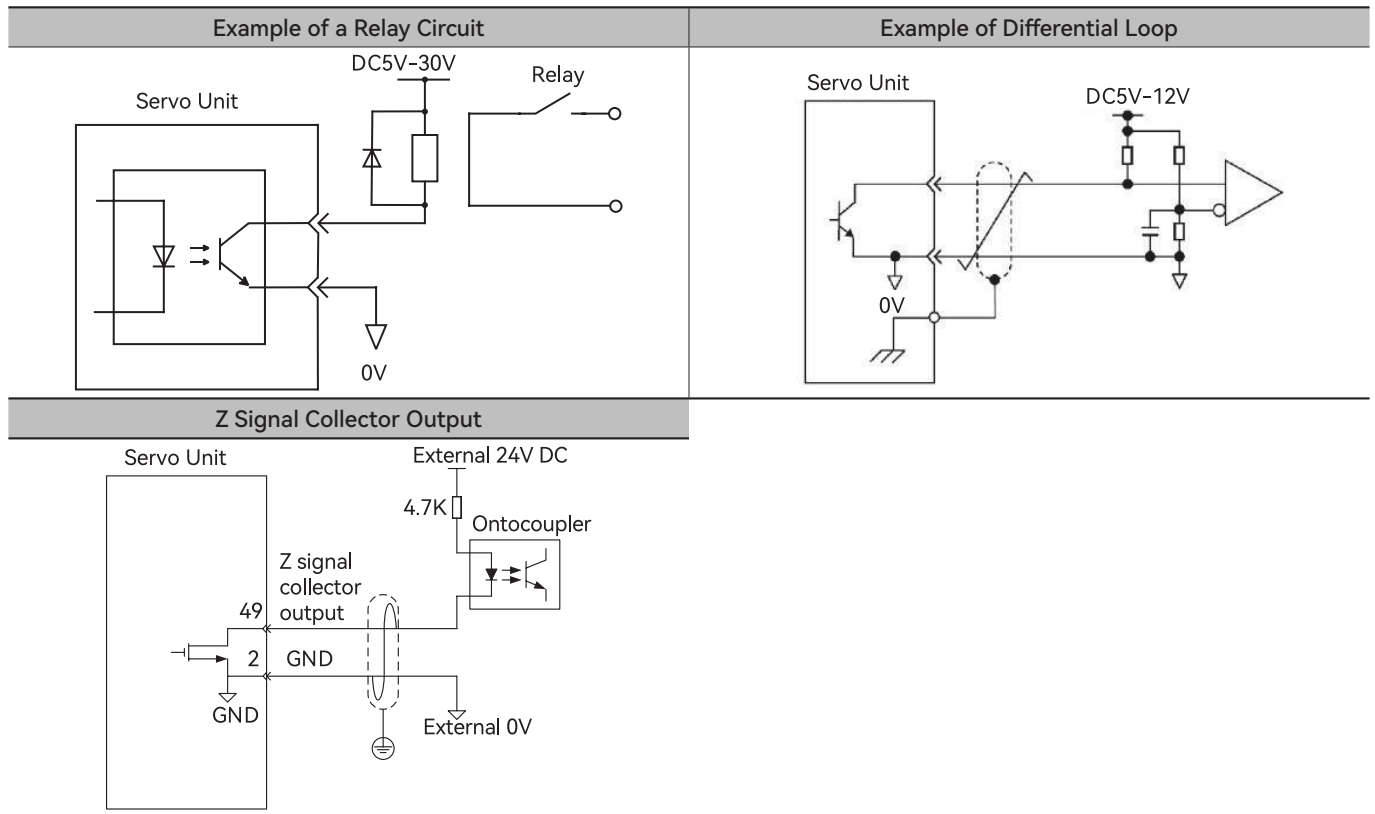 Example of a Relay Circuit
Example of Differential Loop
DC5V-30V
Relay
Servo Unit
0V
Servo Unit
DC5V-12V
0V
Z Signal Collector Output
Servo Unit
External 24V DC
4.7K
Ontocoupler
Z signal
collector
output
49
2
GND
GND
External 0V